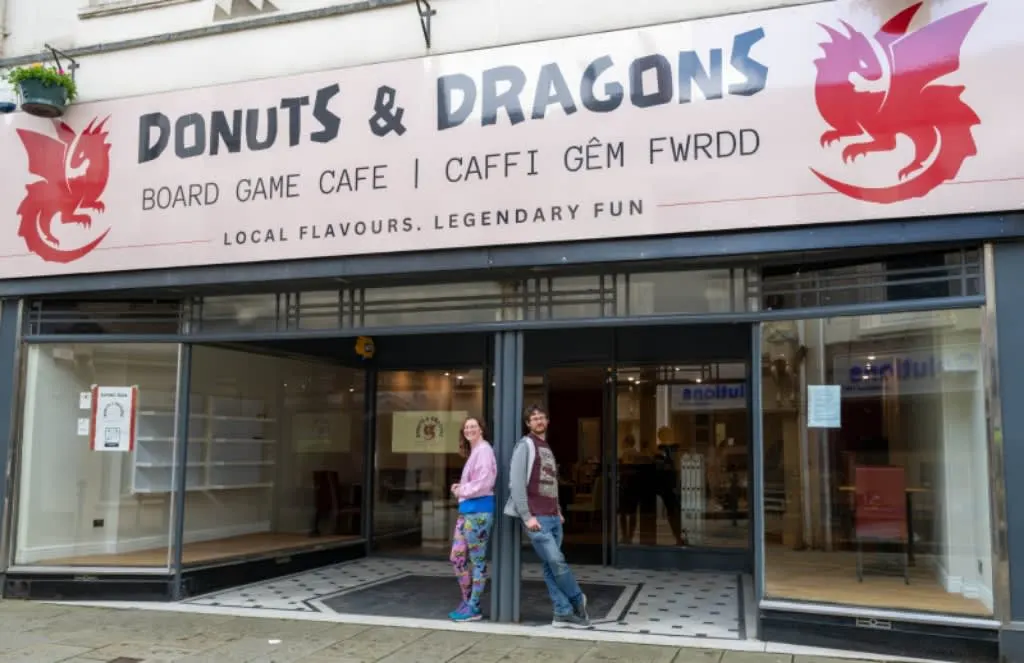 DONUTS & DRAGONS
BOARD GAME CAFE | CAFFI GÊM FWRDD
LOCAL FLAVOURS. LEGENDARY FUN